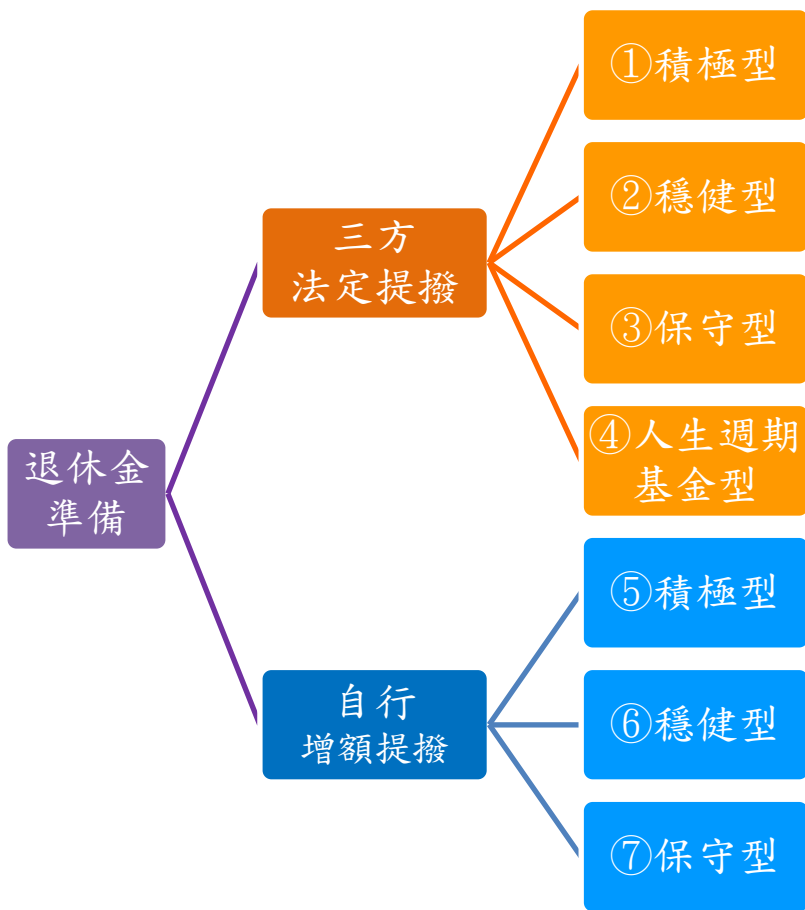 ①積極型
②穩健型
三方
法定提撥
③保守型
④人生週期
基金型
退休金
準備
⑤積極型
自行
增額提撥
⑥穩健型
⑦保守型